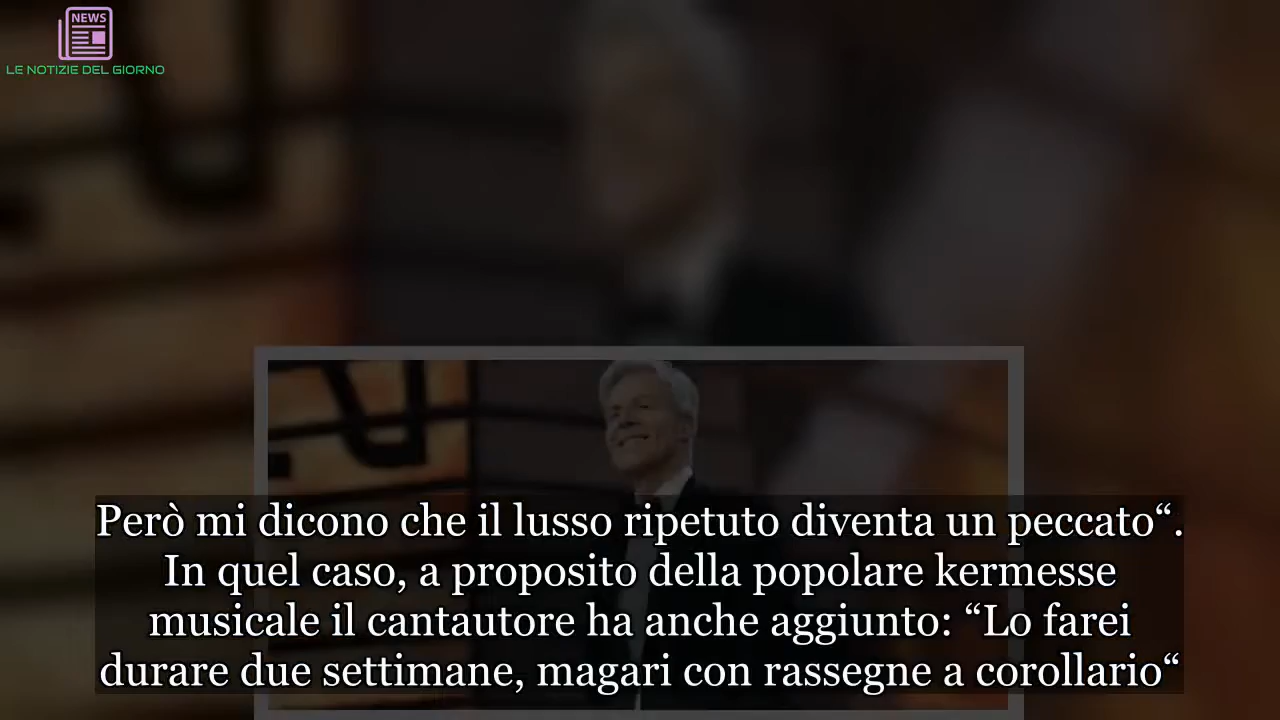 NEWS
LE NOTIZIE DEL GIORNO
Però mi dicono che il lusso ripetuto diventa un peccato“.
In quel caso, a proposito della popolare kermesse
musicale il cantautore ha anche aggiunto: “Lo farei
durare due settimane, magari con rassegne a corollario“